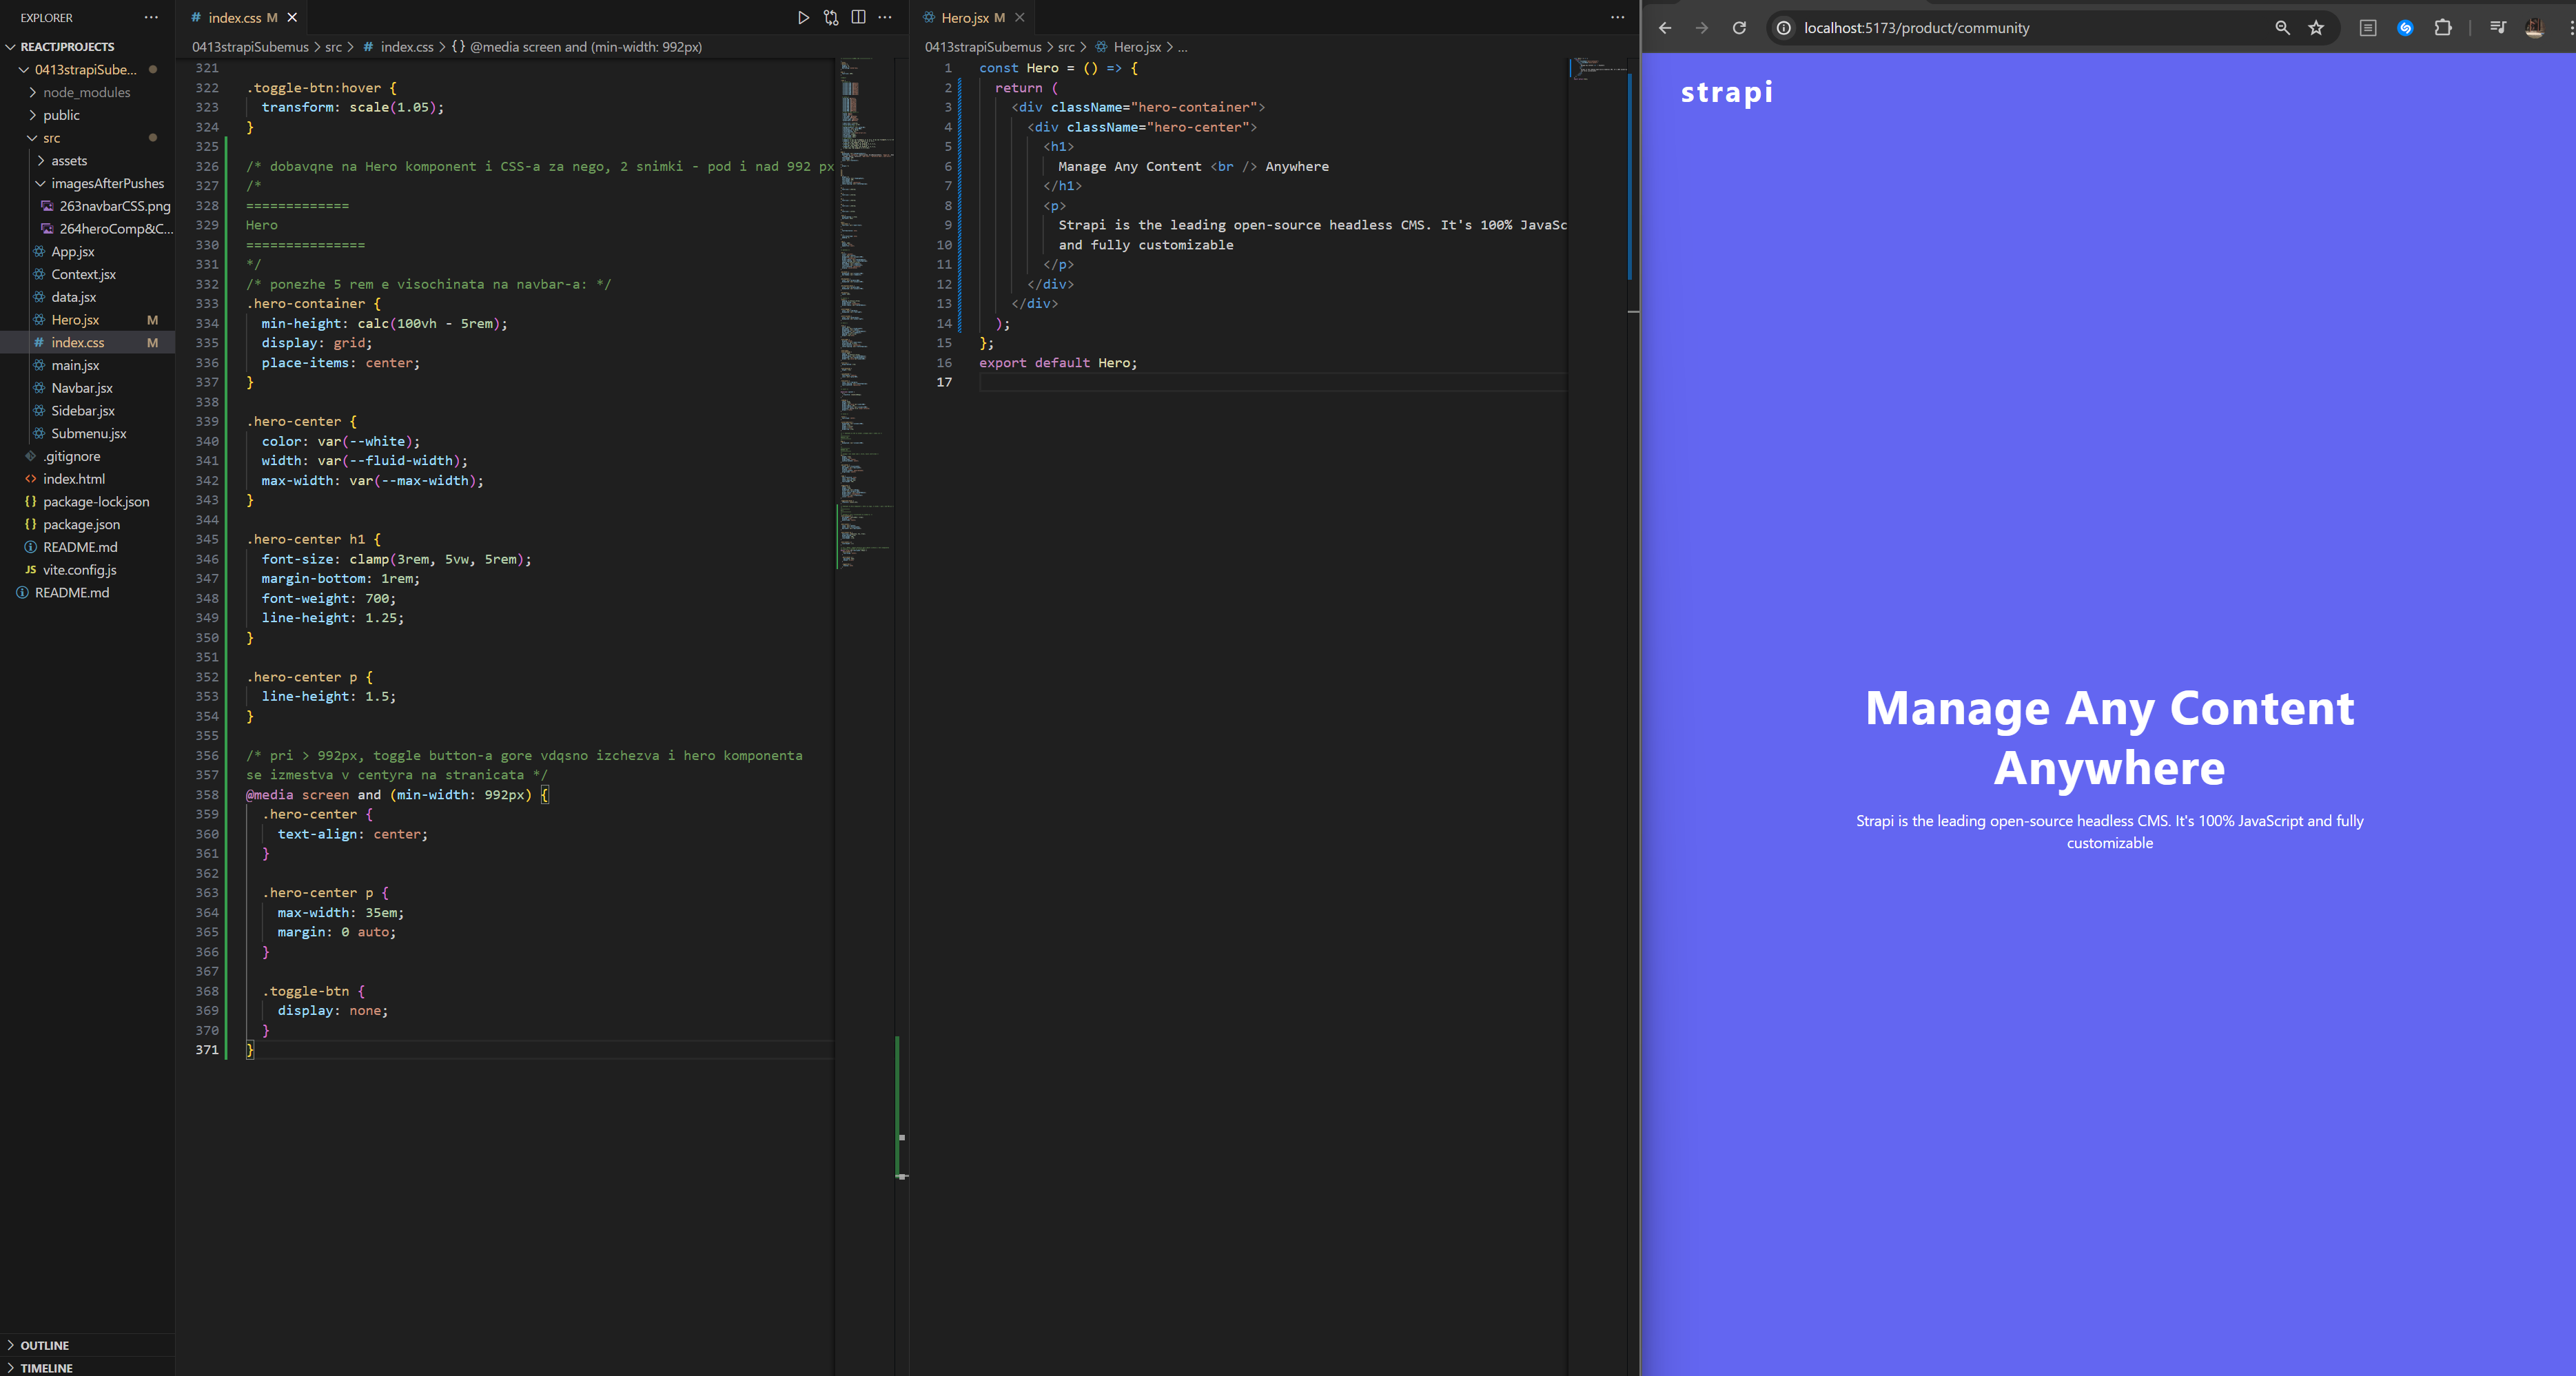 EXPLORER
REACTJPROJECTS
0413strapiSube...
node_modules
public
src
assets
imagesAfterPushes
263navbarCSS.png
264heroComp&C...
App.jsx
Context.jsx
data.jsx
Hero.jsx M
# index.css M
main.jsx
Navbar.jsx
Sidebar.jsx
Submenu.jsx
.gitignore
<> index.html
{} package-lock.json
{} package.json
README.md
JS vite.config.js
README.md
OUTLINE
TIMELINE
# index.css M
0413strapiSubemus > src > # index.css > {} @media screen and (min-width: 992px)
321
322 .toggle-btn:hover {
323 transform: scale(1.05);
324 }
325
326 /* dobavqne na Hero komponent i CSS-a za nego, 2 snimki - pod i nad 992 px
327 /*
328 =============
329 Hero
330 ===============
331 */
332 /* ponezhe 5 rem e visochinata na navbar-a: */
333 .hero-container {
334 min-height: calc(100vh - 5rem);
335 display: grid;
336 place-items: center;
337 }
338
339 .hero-center {
340 color: var(--white);
341 width: var(--fluid-width);
342 max-width: var(--max-width);
343 }
344
345 .hero-center h1 {
346 font-size: clamp(3rem, 5vw, 5rem);
347 margin-bottom: 1rem;
348 font-weight: 700;
349 line-height: 1.25;
350 }
351
352 .hero-center p {
353 line-height: 1.5;
354 }
355
356 /* pri > 992px, toggle button-a gore vdqsno izchezva i hero komponenta
357 se izmestva v centyra na stranicata */
358 @media screen and (min-width: 992px) {
359 .hero-center {
360 text-align: center;
361 }
362
363 .hero-center p {
364 max-width: 35em;
365 margin: 0 auto;
366 }
367
368 .toggle-btn {
369 display: none;
370 }
371 }
Hero.jsx M
0413strapiSubemus > src > Hero.jsx > ...
1 const Hero = () => {
2 return (
3 <div className="hero-container">
4 <div className="hero-center">
5 <h1>
6 Manage Any Content <br /> Anywhere
7 </h1>
8 <p>
9 Strapi is the leading open-source headless CMS. It's 100% JavaSc
10 and fully customizable
11 </p>
12 </div>
13 </div>
14 );
15 };
16 export default Hero;
17
localhost:5173/product/community
strapi
Manage Any Content
Anywhere
Strapi is the leading open-source headless CMS. It's 100% JavaScript and fully
customizable